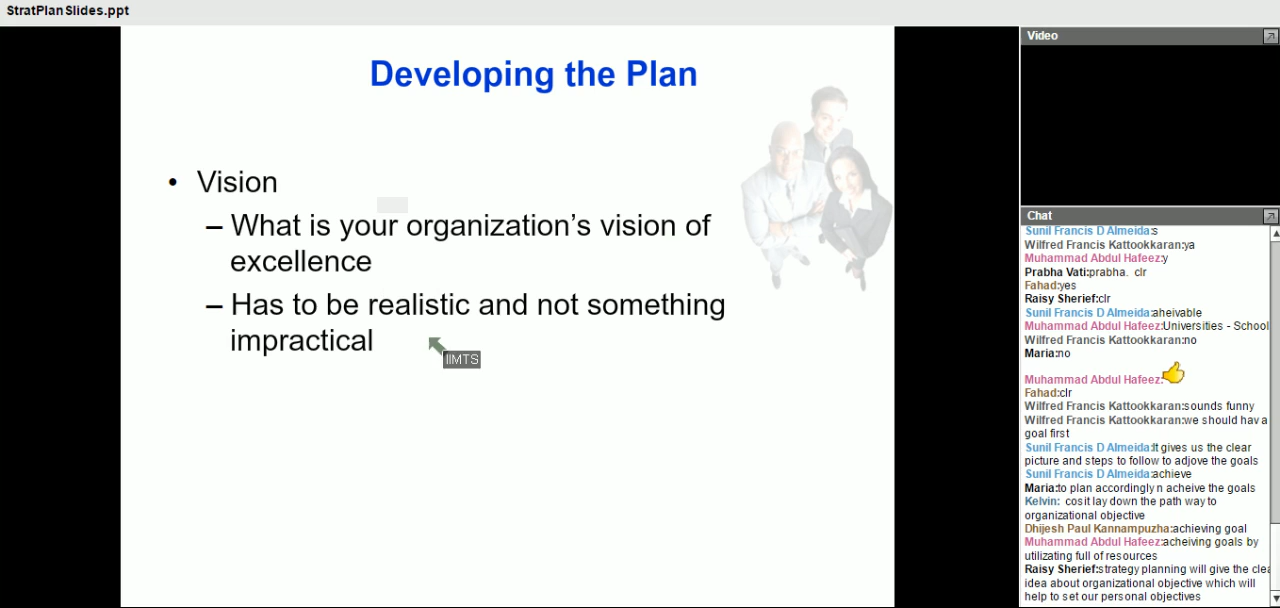 StratPlanSlides.ppt
Developing the Plan
• Vision
– What is your organization's vision of
excellence
– Has to be realistic and not something
impractical
IIMTS
Video
Chat
Sunil Francis D Almeida:s
Wilfred Francis Kattookkaran:ya
Muhammad Abdul Hafeez:y
Prabha Vati:prabha. clr
Fahad:yes
Raisy Sherief:clr
Sunil Francis D Almeida:aheivable
Muhammad Abdul Hafeez:Universities - School
Wilfred Francis Kattookkaran:no
Maria:no
Muhammad Abdul Hafeez:
Fahad:clr
Wilfred Francis Kattookkaran:sounds funny
Wilfred Francis Kattookkaran:we should hav a
goal first
Sunil Francis D Almeida:It gives us the clear
picture and steps to follow to adjove the goals
Sunil Francis D Almeida:achieve
Maria:to plan accordingly n acheive the goals
Kelvin: cos it lay down the path way to
organizational objective
Dhijesh Paul Kannampuzha:achieving goal
Muhammad Abdul Hafeez:acheiving goals by
utilizating full of resources
Raisy Sherief:strategy planning will give the clea
idea about organizational objective which will
help to set our personal objectives